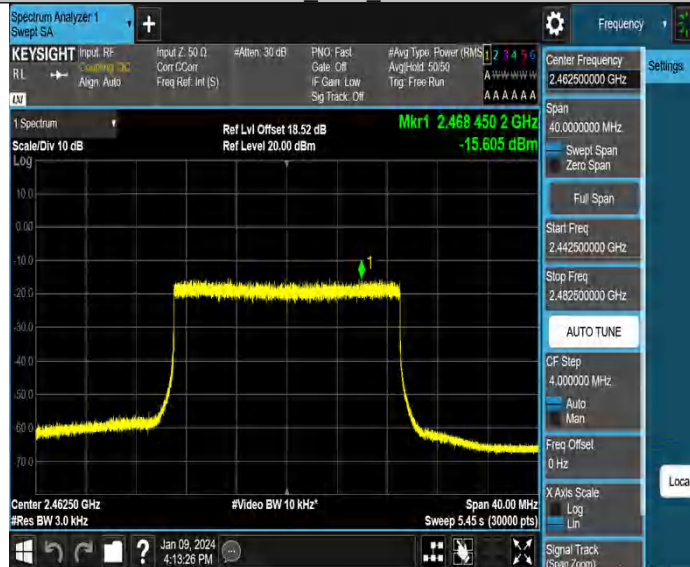 Spectrum Analyzer 1
Swept SA
+
Frequency
KEYSIGHT
RL
Input: RF
Coupling: DC
Align: Auto
Input Z: 50 Ω
Corr CCorr
Freq Ref: Int (S)
#Atten: 30 dB
PNO: Fast
Gate: Off
IF Gain: Low
Sig Track: Off
#Avg Type: Power (RMS)
Avg|Hold: 50/50
Trig: Free Run
1 2 3 4 5 6
A W W W W W
A A A A A A
LXI
1 Spectrum
Scale/Div 10 dB
Log
Ref Lvl Offset 18.52 dB
Ref Level 20.00 dBm
Mkr1 2.468 450 2 GHz
-15.605 dBm
10.0
0.00
-10.0
-20.0
-30.0
-40.0
-50.0
-60.0
-70.0
1
Center 2.46250 GHz
#Res BW 3.0 kHz
#Video BW 10 kHz*
Span 40.00 MHz
Sweep 5.45 s (30000 pts)
?
Jan 09, 2024
4:13:26 PM
Center Frequency
2.462500000 GHz
Settings
Span
40.0000000 MHz
Swept Span
Zero Span
Full Span
Start Freq
2.442500000 GHz
Stop Freq
2.482500000 GHz
AUTO TUNE
CF Step
4.000000 MHz
Auto
Man
Freq Offset
0 Hz
X Axis Scale
Log
Lin
Loca
Signal Track
(Span Zoom)